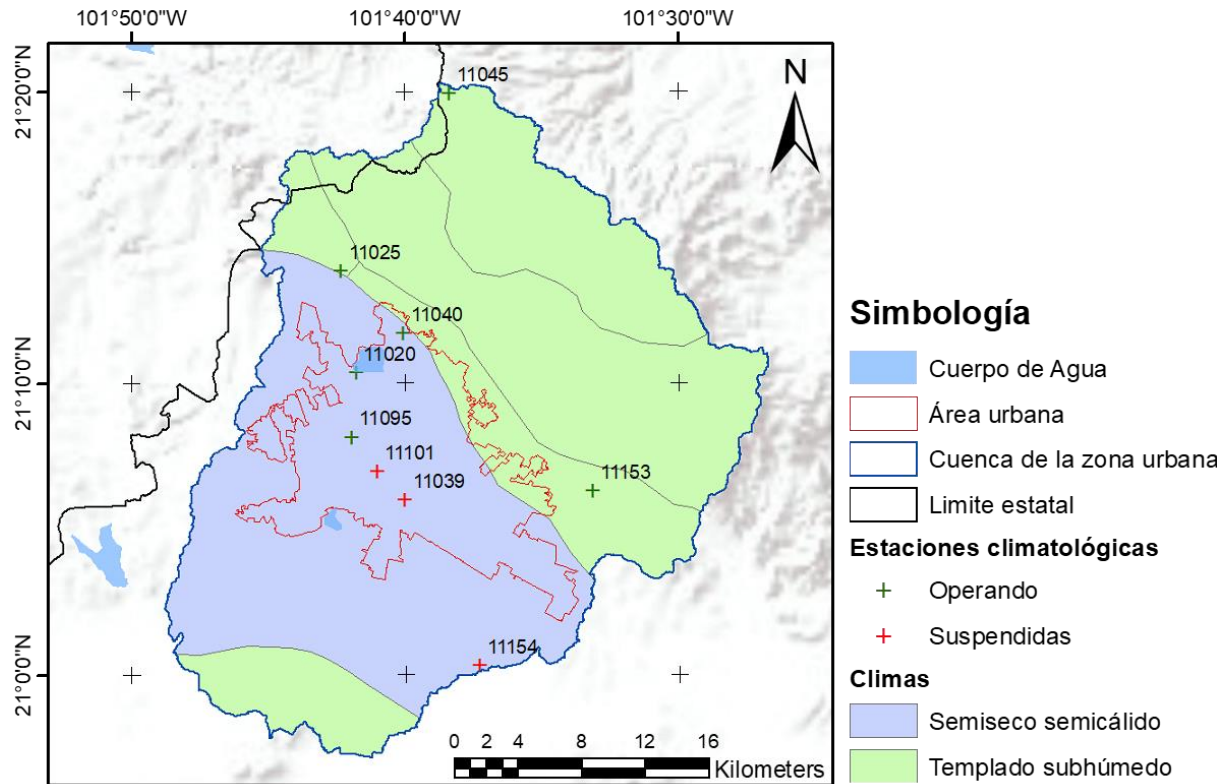 101°50'0"W 101°40'0"W 101°30'0"W
21°20'0"N
21°10'0"N
21°0'0"N
N
11045
11025
11040
11020
11095
11101
11039
11153
11154
0 2 4 8 12 16
Kilometers
Simbología
Cuerpo de Agua
Área urbana
Cuenca de la zona urbana
Limite estatal
Estaciones climatológicas
Operando
Suspendidas
Climas
Semiseco semicálido
Templado subhúmedo